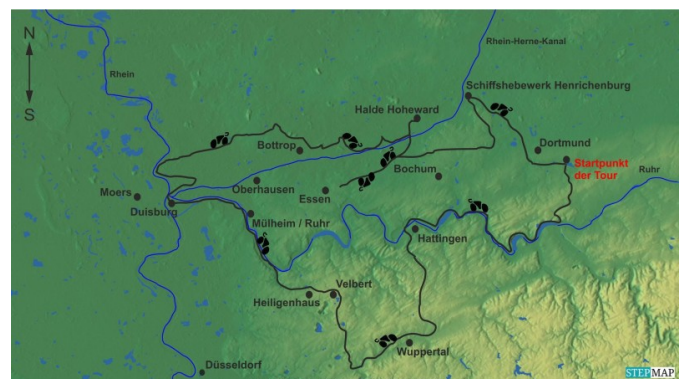 N
S
Rhein
Rhein-Herne-Kanal
Schiffshebewerk Henrichenburg
Halde Hoheward
Bottrop
Dortmund
Startpunkt
der Tour
Ruhr
Bochum
Oberhausen
Essen
Moers
Duisburg
Mülheim / Ruhr
Hattingen
Velbert
Heiligenhaus
Wuppertal
Düsseldorf
STEPMAP